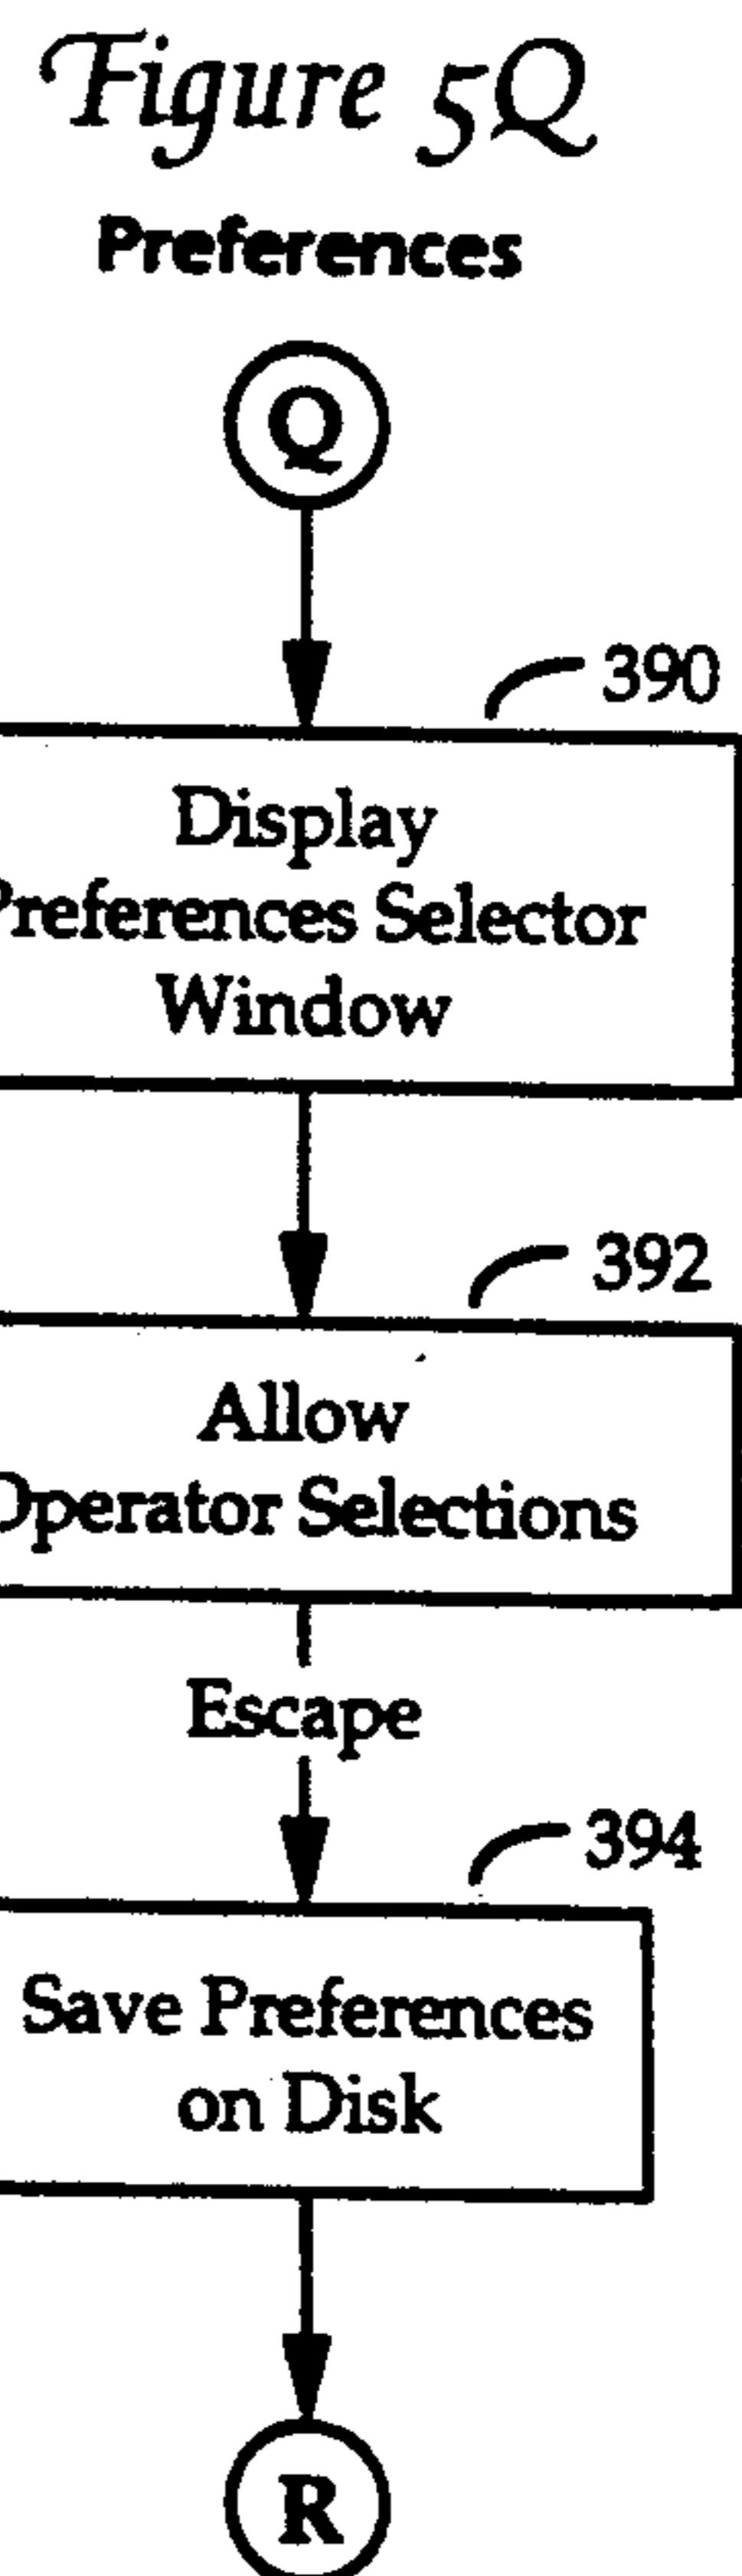 Figure 5Q
Preferences
Q
390
Display
Preferences Selector
Window
392
Allow
Operator Selections
Escape
394
Save Preferences
on Disk
R